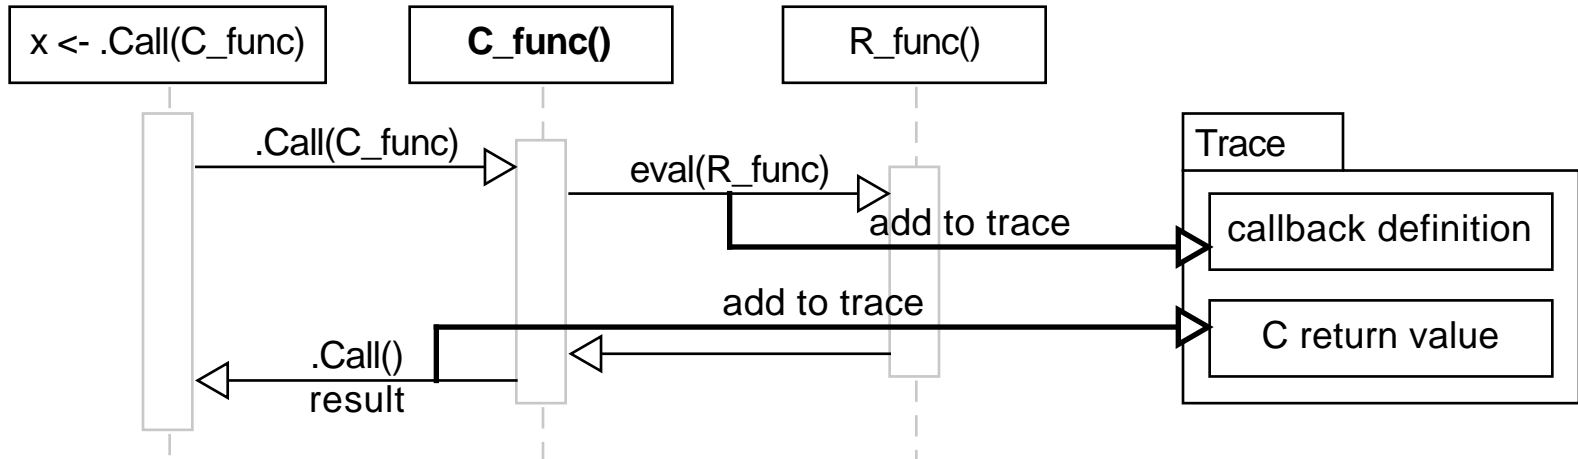 x <- .Call(C_func)
C_func()
R_func()
.Call(C_func)
Trace
eval(R_func)
add to trace
callback definition
add to trace
C return value
.Call()
result